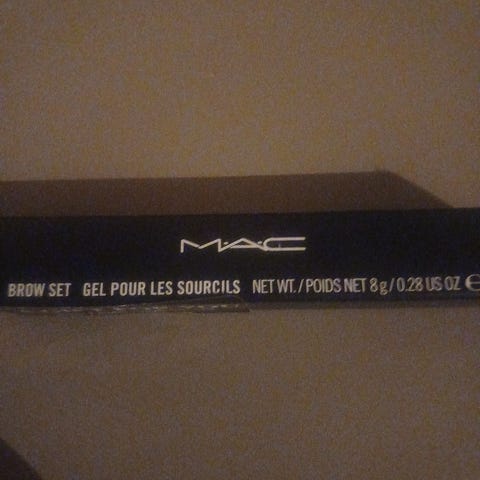 M·A·C
BROW SET GEL POUR LES SOURCILS NET WT. / POIDS NET 8 g / 0.28 US OZ ℮